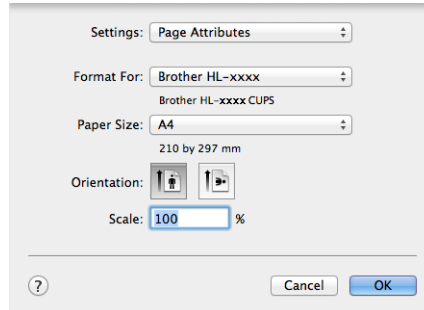 Settings: Page Attributes
Format For: Brother HL-xxxx
Brother HL-xxxx CUPS
Paper Size: A4
210 by 297 mm
Orientation:
Scale: 100 %
? Cancel OK